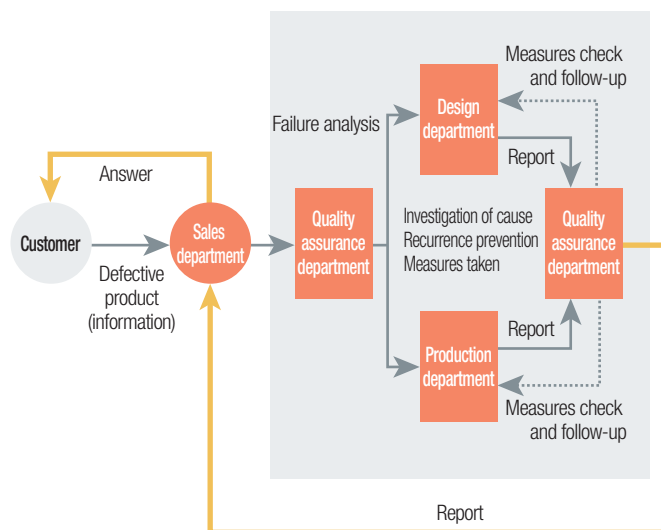 Measures check
and follow-up
Design
department
Failure analysis
Report
Answer
Customer
Sales
department
Quality
assurance
department
Investigation of cause
Recurrence prevention
Measures taken
Quality
assurance
department
Defective
product
(information)
Report
Production
department
Measures check
and follow-up
Report